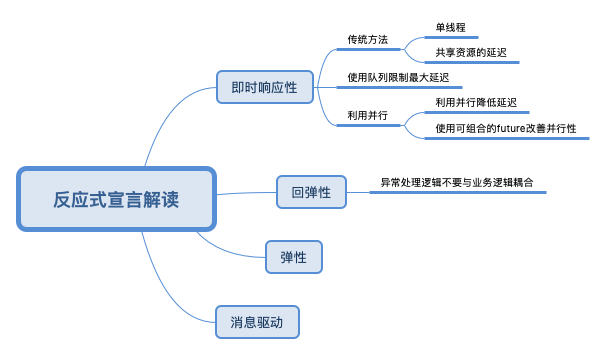 反应式宣言解读
即时响应性
传统方法
单线程
共享资源的延迟
使用队列限制最大延迟
利用并行
利用并行降低延迟
使用可组合的future改善并行性
回弹性
异常处理逻辑不要与业务逻辑耦合
弹性
消息驱动